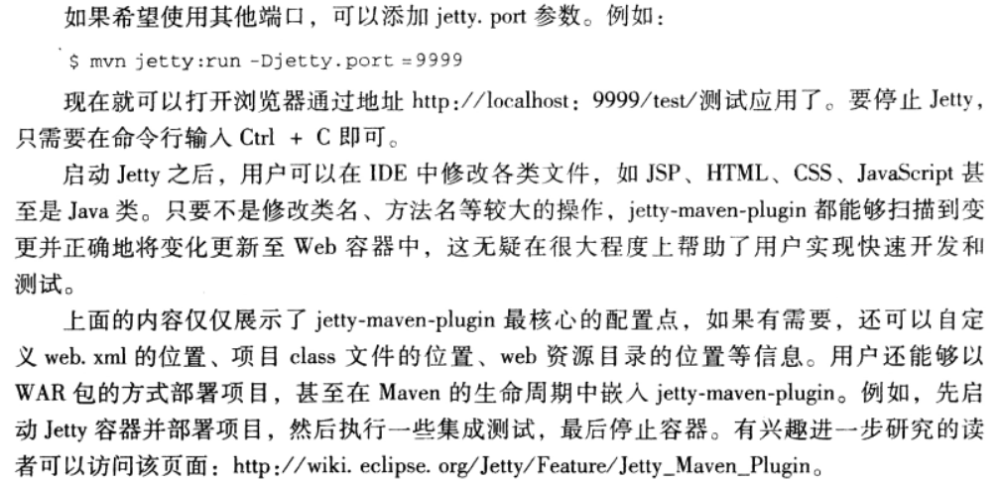 如果希望使用其他端口，可以添加 jetty. port 参数。例如：
$ mvn jetty:run -Djetty.port =9999
现在就可以打开浏览器通过地址 http://localhost：9999/test/测试应用了。要停止 Jetty，
只需要在命令行输入 Ctrl + C 即可。
启动 Jetty 之后，用户可以在 IDE 中修改各类文件，如 JSP、HTML、CSS、JavaScript 甚
至是 Java 类。只要不是修改类名、方法名等较大的操作，jetty-maven-plugin 都能够扫描到变
更并正确地将变化更新至 Web 容器中，这无疑在很大程度上帮助了用户实现快速开发和
测试。
上面的内容仅仅展示了 jetty-maven-plugin 最核心的配置点，如果有需要，还可以自定
义 web. xml 的位置、项目 class 文件的位置、web 资源目录的位置等信息。用户还能够以
WAR 包的方式部署项目，甚至在 Maven 的生命周期中嵌入 jetty-maven-plugin。例如，先启
动 Jetty 容器并部署项目，然后执行一些集成测试，最后停止容器。有兴趣进一步研究的读
者可以访问该页面：http://wiki. eclipse. org/Jetty/Feature/Jetty_Maven_Plugin。